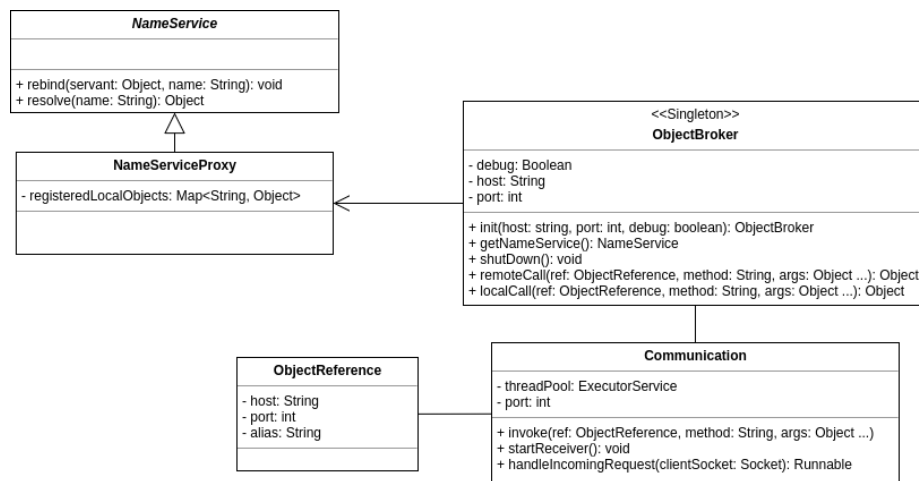 NameService
+ rebind(servant: Object, name: String): void
+ resolve(name: String): Object
NameServiceProxy
- registeredLocalObjects: Map<String, Object>
<<Singleton>>
ObjectBroker
- debug: Boolean
- host: String
- port: int
+ init(host: string, port: int, debug: boolean): ObjectBroker
+ getNameService(): NameService
+ shutDown(): void
+ remoteCall(ref: ObjectReference, method: String, args: Object ...): Object
+ localCall(ref: ObjectReference, method: String, args: Object ...): Object
ObjectReference
- host: String
- port: int
- alias: String
Communication
- threadPool: ExecutorService
- port: int
+ invoke(ref: ObjectReference, method: String, args: Object ...)
+ startReceiver(): void
+ handleIncomingRequest(clientSocket: Socket): Runnable